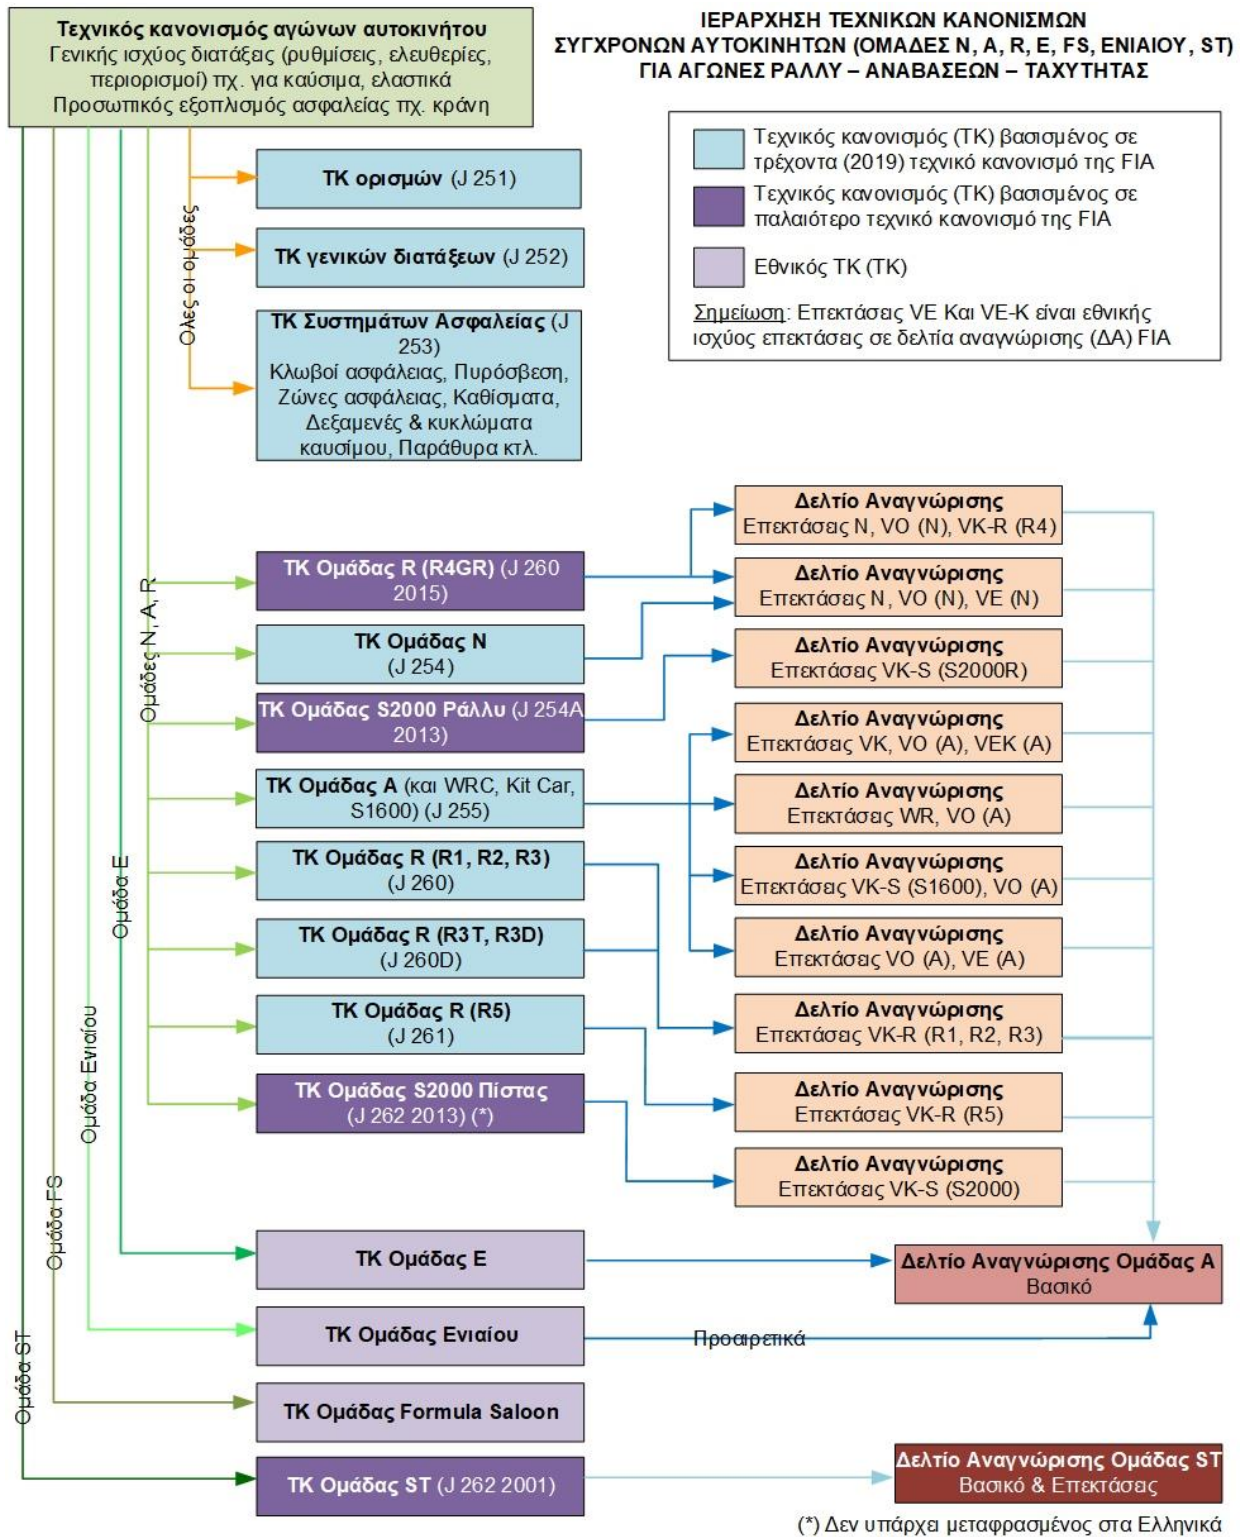 Τεχνικός κανονισμός αγώνων αυτοκινήτου
Γενικής ισχύος διατάξεις (ρυθμίσεις, ελευθερίες,
περιορισμοί) πχ. για καύσιμα, ελαστικά
Προσωπικός εξοπλισμός ασφαλείας πχ. κράνη
ΙΕΡΑΡΧΗΣΗ ΤΕΧΝΙΚΩΝ ΚΑΝΟΝΙΣΜΩΝ
ΣΥΓΧΡΟΝΩΝ ΑΥΤΟΚΙΝΗΤΩΝ (ΟΜΑΔΕΣ Ν, Α, R, E, FS, ΕΝΙΑΙΟΥ, ST)
ΓΙΑ ΑΓΩΝΕΣ ΡΑΛΛΥ – ΑΝΑΒΑΣΕΩΝ – ΤΑΧΥΤΗΤΑΣ
Τεχνικός κανονισμός (ΤΚ) βασισμένος σε
τρέχοντα (2019) τεχνικό κανονισμό της FIA
Τεχνικός κανονισμός (ΤΚ) βασισμένος σε
παλαιότερο τεχνικό κανονισμό της FIA
Εθνικός ΤΚ (ΤΚ)
Σημείωση: Επεκτάσεις VE Και VE-K είναι εθνικής
ισχύος επεκτάσεις σε δελτία αναγνώρισης (ΔΑ) FIA
Όλες οι ομάδες
ΤΚ ορισμών (J 251)
ΤΚ γενικών διατάξεων (J 252)
ΤΚ Συστημάτων Ασφαλείας (J
253)
Κλωβοί ασφάλειας, Πυρόσβεση,
Ζώνες ασφάλειας, Καθίσματα,
Δεξαμενές & κυκλώματα
καυσίμου, Παράθυρα κτλ.
Ομάδες Ν, Α, R
ΤΚ Ομάδας R (R4GR) (J 260
2015)
ΤΚ Ομάδας Ν
(J 254)
ΤΚ Ομάδας S2000 Ράλλυ (J 254A
2013)
ΤΚ Ομάδας Α (και WRC, Kit Car,
S1600) (J 255)
ΤΚ Ομάδας R (R1, R2, R3)
(J 260)
ΤΚ Ομάδας R (R3T, R3D)
(J 260D)
ΤΚ Ομάδας R (R5)
(J 261)
ΤΚ Ομάδας S2000 Πίστας
(J 262 2013) (*)
Δελτίο Αναγνώρισης
Επεκτάσεις N, VO (N), VK-R (R4)
Δελτίο Αναγνώρισης
Επεκτάσεις N, VO (N), VE (N)
Δελτίο Αναγνώρισης
Επεκτάσεις VK-S (S2000R)
Δελτίο Αναγνώρισης
Επεκτάσεις VK, VO (A), VEK (A)
Δελτίο Αναγνώρισης
Επεκτάσεις WR, VO (A)
Δελτίο Αναγνώρισης
Επεκτάσεις VK-S (S1600), VO (A)
Δελτίο Αναγνώρισης
Επεκτάσεις VO (A), VE (A)
Δελτίο Αναγνώρισης
Επεκτάσεις VK-R (R1, R2, R3)
Δελτίο Αναγνώρισης
Επεκτάσεις VK-R (R5)
Δελτίο Αναγνώρισης
Επεκτάσεις VK-S (S2000)
Ομάδα Ε
Ομάδα Ενιαίου
Ομάδα FS
Ομάδα ST
ΤΚ Ομάδας Ε
Δελτίο Αναγνώρισης Ομάδας Α
Βασικό
ΤΚ Ομάδας Ενιαίου
Προαιρετικά
ΤΚ Ομάδας Formula Saloon
ΤΚ Ομάδας ST (J 262 2001)
Δελτίο Αναγνώρισης Ομάδας ST
Βασικό & Επεκτάσεις
(*) Δεν υπάρχει μεταφρασμένος στα Ελληνικά